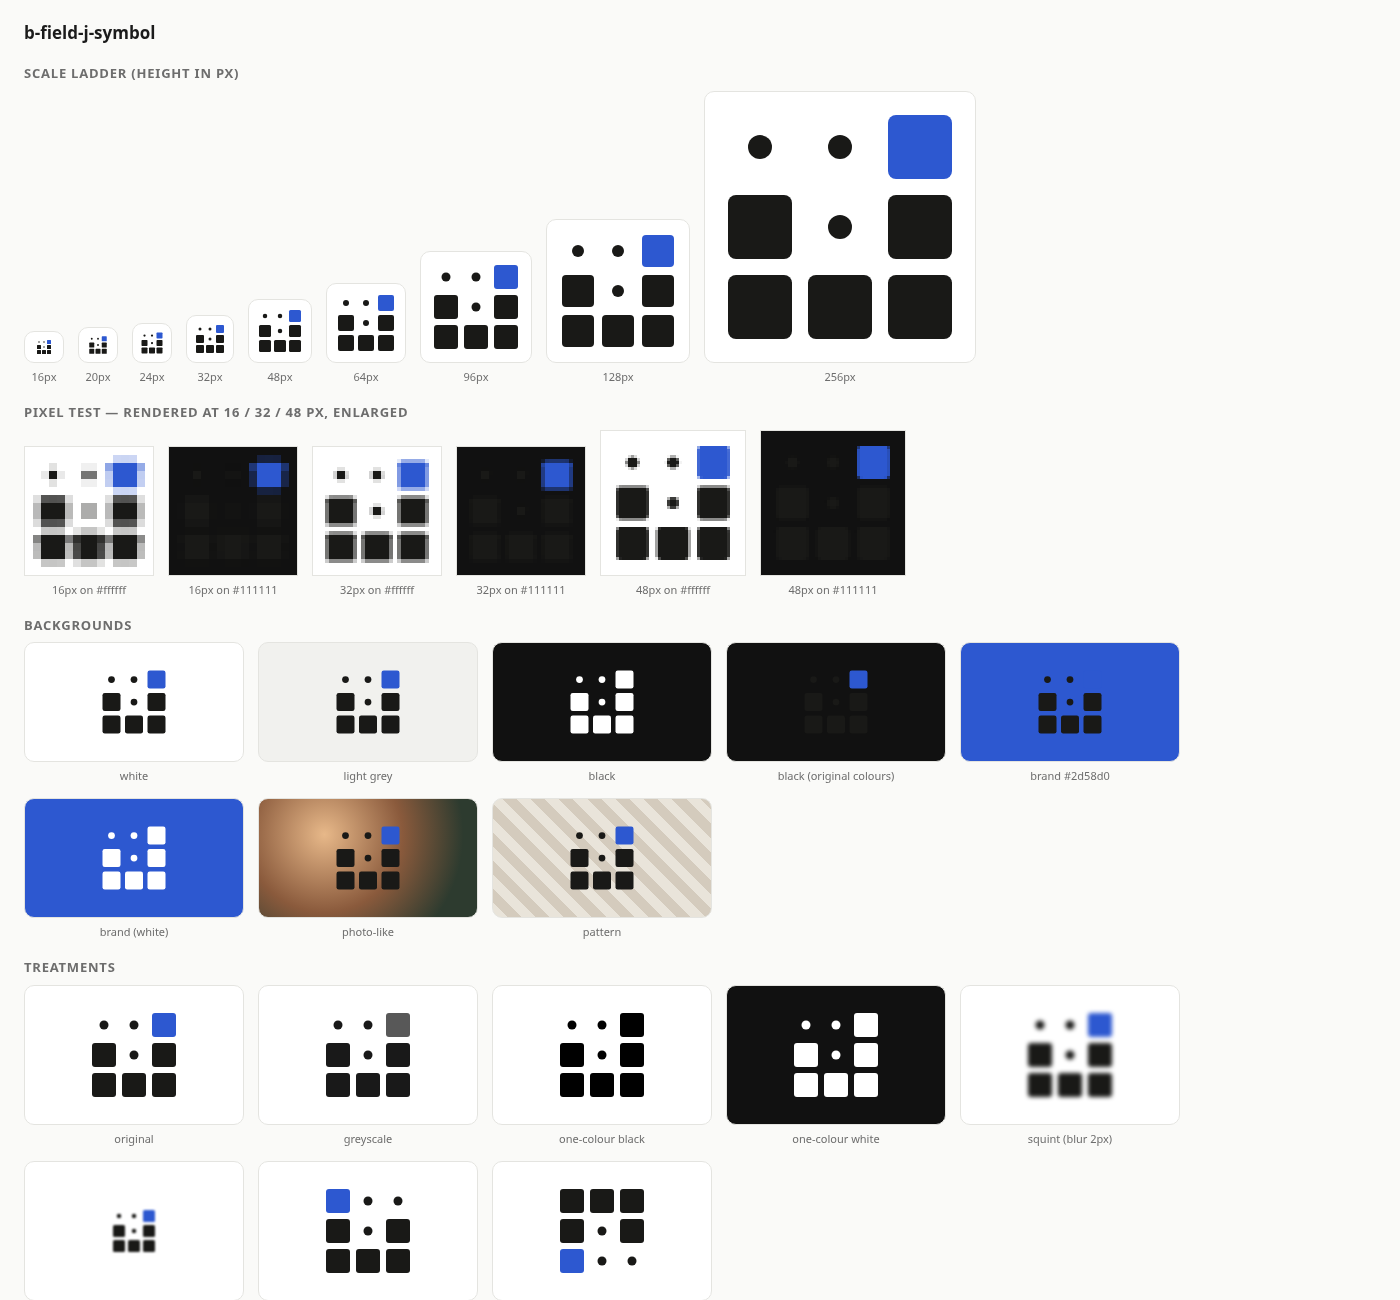 b-field-j-symbol
SCALE LADDER (HEIGHT IN PX)
16px
20px
24px
32px
48px
64px
96px
128px
256px
PIXEL TEST — RENDERED AT 16 / 32 / 48 PX, ENLARGED
16px on #ffffff
16px on #111111
32px on #ffffff
32px on #111111
48px on #ffffff
48px on #111111
BACKGROUNDS
white
light grey
black
black (original colours)
brand #2d58d0
brand (white)
photo-like
pattern
TREATMENTS
original
greyscale
one-colour black
one-colour white
squint (blur 2px)